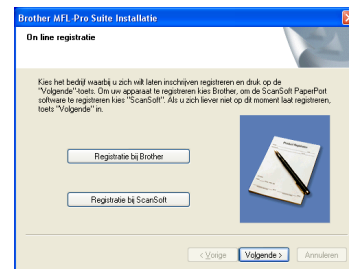 Brother MFL-Pro Suite Installatie
On line registratie
Kies het bedrijf waarbij u zich wilt laten inschrijven registreren en druk op de
"Volgende"-toets. Om uw apparaat te registreren kies Brother, om de ScanSoft PaperPort
software te registreren kies "ScanSoft". Als u zich liever niet op dit moment laat registreren,
toets "Volgende" in.
Registratie bij Brother
Registratie bij ScanSoft
< Vorige
Volgende >
Annuleren